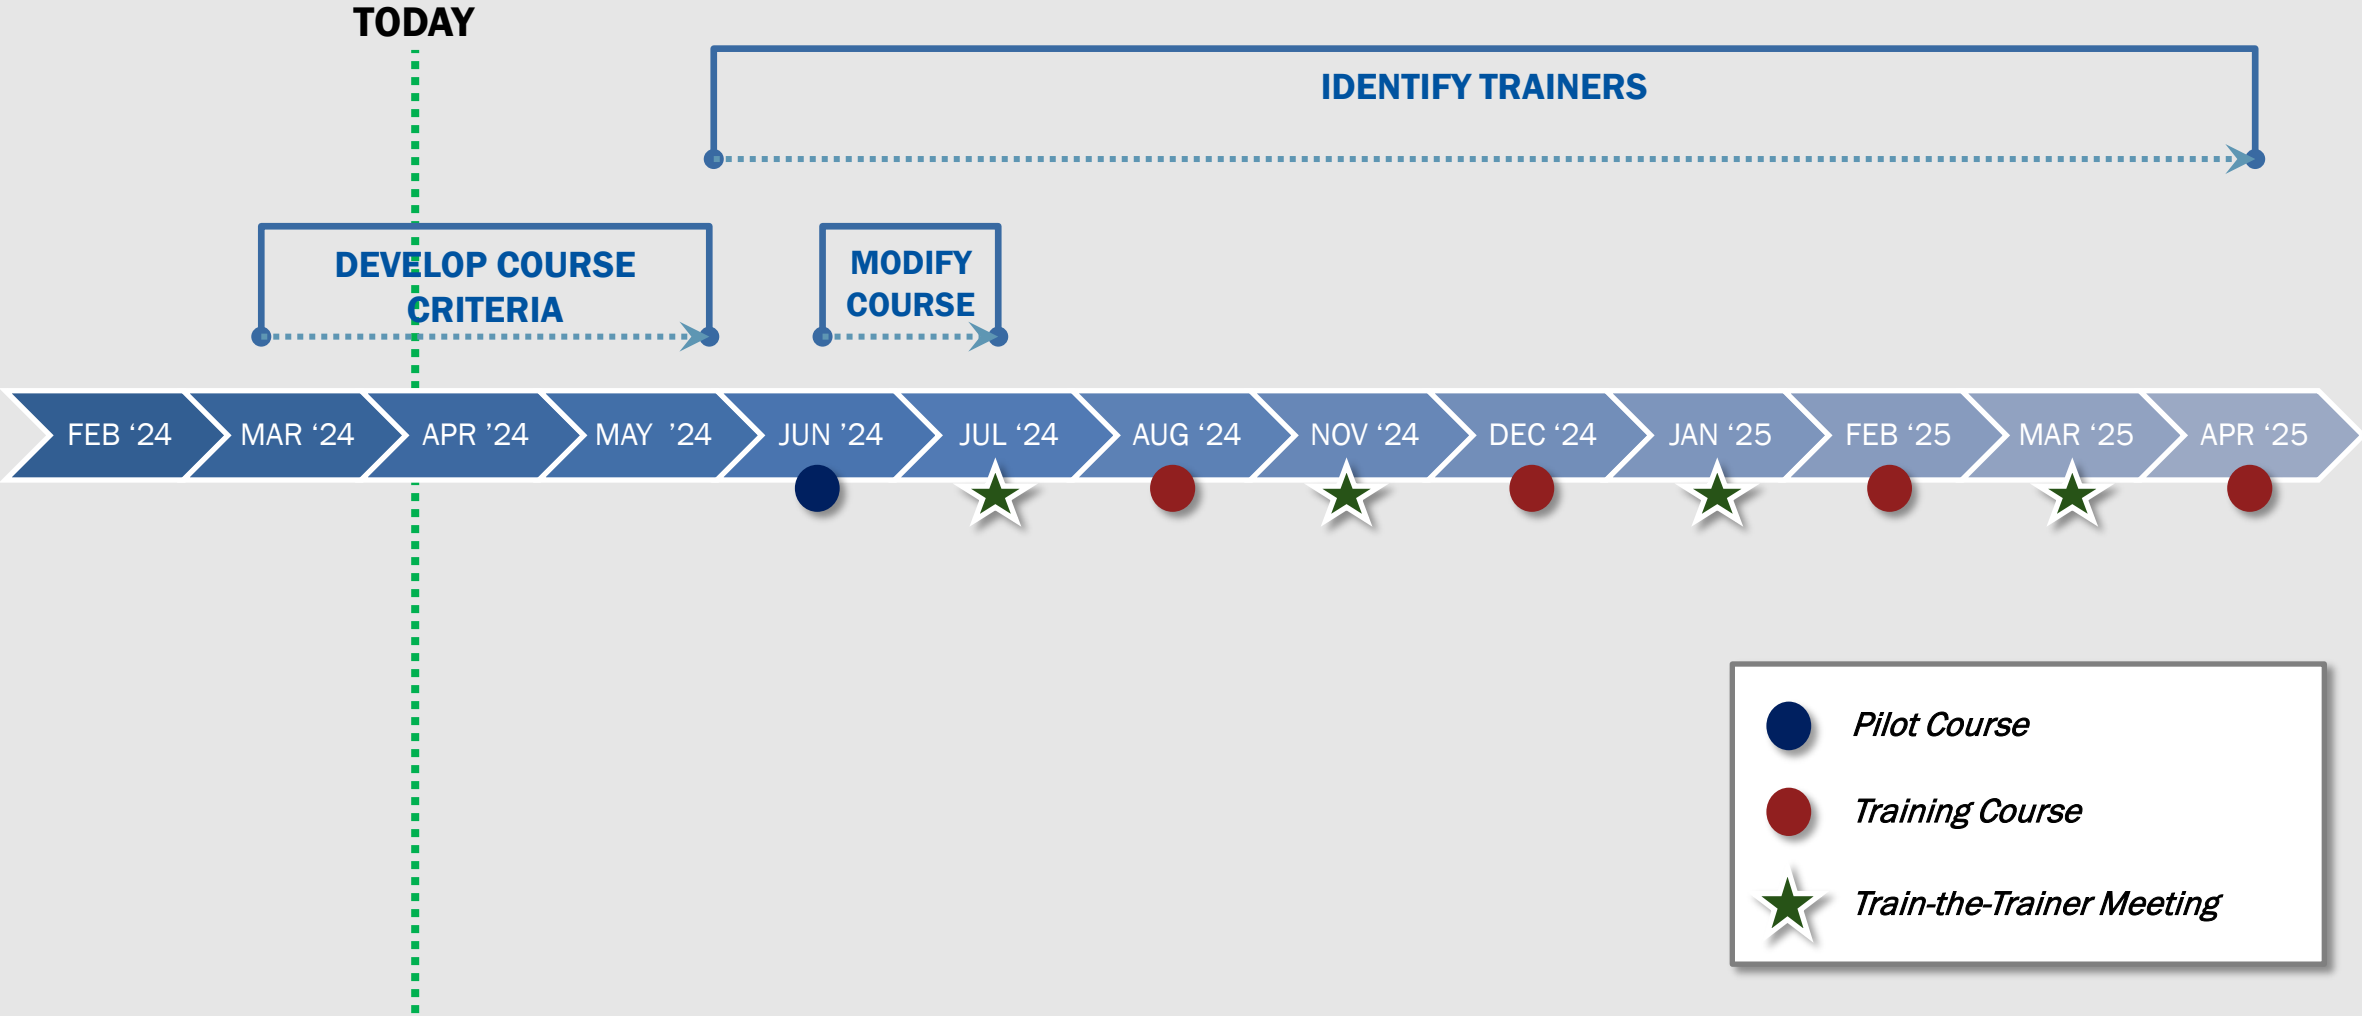 TODAY
IDENTIFY TRAINERS
DEVELOP COURSE
CRITERIA
MODIFY
COURSE
FEB ‘24
MAR ‘24
APR ’24
MAY  ’24
JUN ’24
JUL ‘24
AUG ‘24
NOV ‘24
DEC ‘24
JAN ‘25
FEB ‘25
MAR ‘25
APR ‘25
Pilot Course
Training Course
Train-the-Trainer Meeting